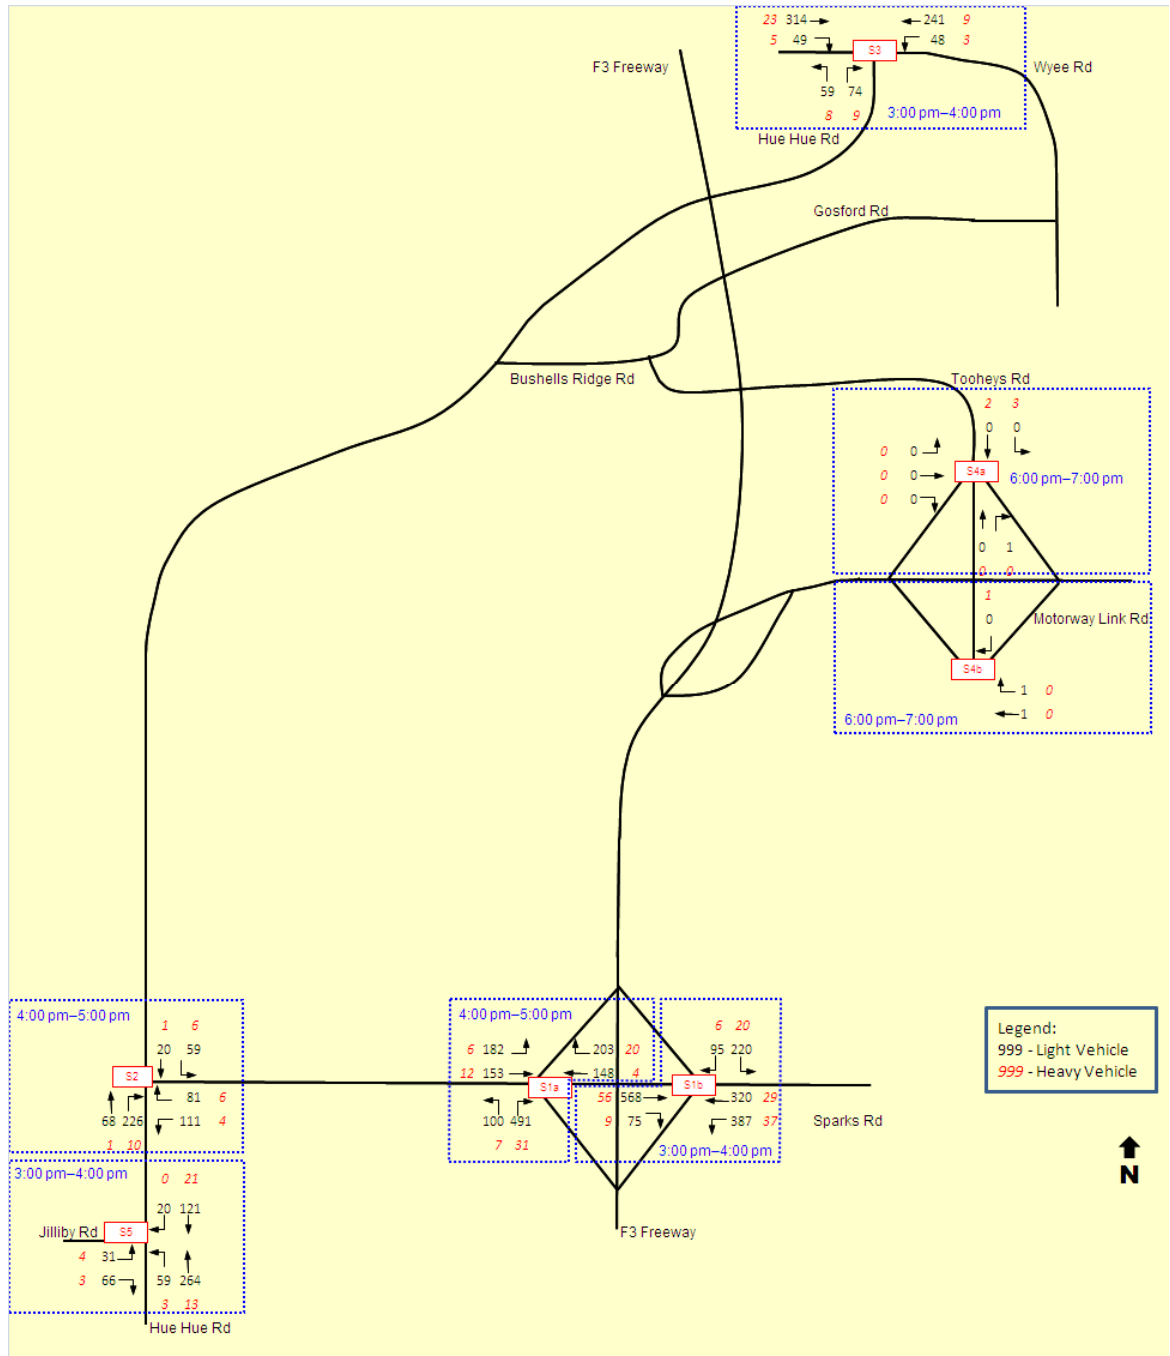 23 314 241 9
5 49 S3 48 3
F3 Freeway
Wyee Rd
59 74
8 9 3:00 pm–4:00 pm
Hue Hue Rd
Gosford Rd
Bushells Ridge Rd
Tooheys Rd
2 3
0 0
0 0
0 0
0 0
S4a
6:00 pm–7:00 pm
0 1
0 0
1
0
Motorway Link Rd
S4b
1 0
1 0
6:00 pm–7:00 pm
4:00 pm–5:00 pm
1 6
20 59
S2
81 6
68 226 111 4
1 10
4:00 pm–5:00 pm
6 182 203 20
12 153 148 4
S1a
100 491
7 31
6 20
95 220
S1b
56 568 320 29
9 75 387 37
3:00 pm–4:00 pm
Sparks Rd
Legend:
999 - Light Vehicle
999 - Heavy Vehicle
N
3:00 pm–4:00 pm
0 21
20 121
Jilliby Rd S5
4 31
3 66 59 264
3 13
Hue Hue Rd
F3 Freeway